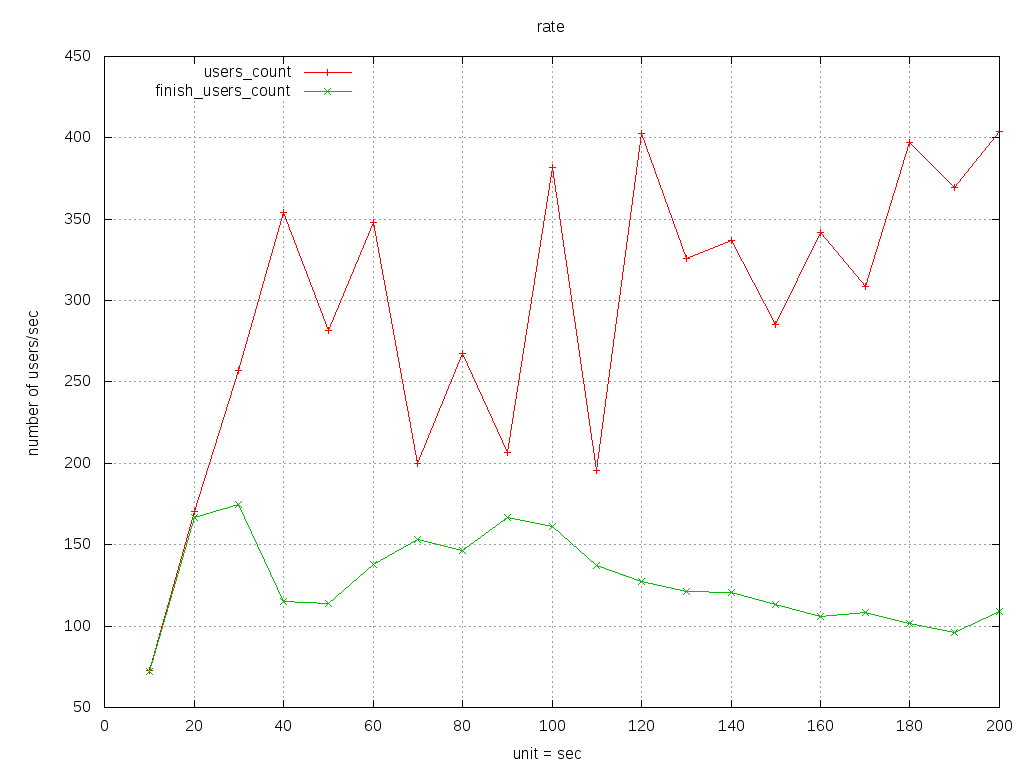 rate
users_count
finish_users_count
450
400
350
300
250
200
150
100
50
number of users/sec
0 20 40 60 80 100 120 140 160 180 200
unit = sec